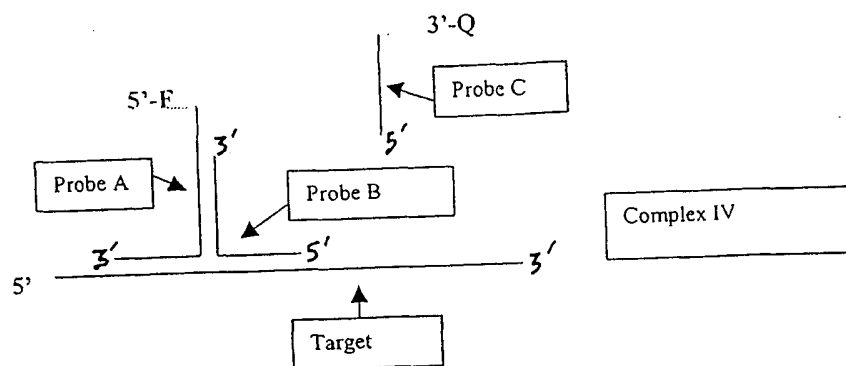 3'-Q
Probe C
5'-F
3'
5'
Probe A
Probe B
Complex IV
3'
5'
5'
3'
Target